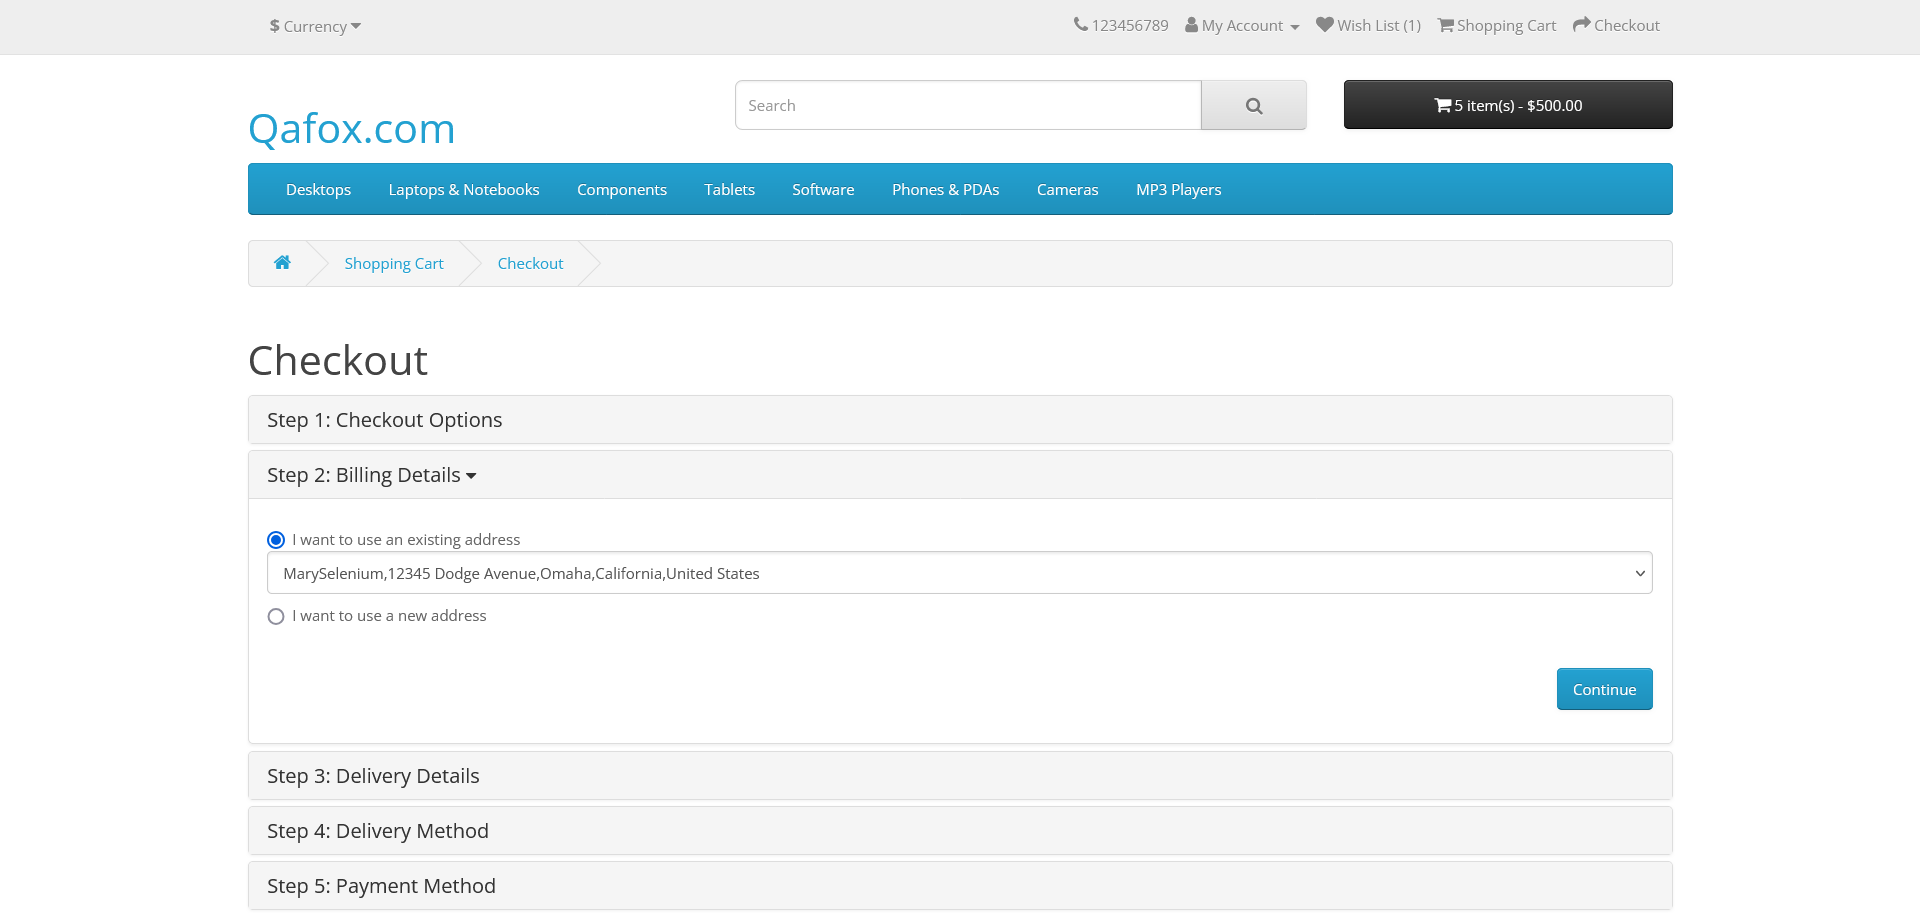 $ Currency
123456789 My Account Wish List (1) Shopping Cart Checkout
Search
5 item(s) - $500.00
Qafox.com
Desktops Laptops & Notebooks Components Tablets Software Phones & PDAs Cameras MP3 Players
Shopping Cart Checkout
Checkout
Step 1: Checkout Options
Step 2: Billing Details
I want to use an existing address
MarySelenium,12345 Dodge Avenue,Omaha,California,United States
I want to use a new address
Continue
Step 3: Delivery Details
Step 4: Delivery Method
Step 5: Payment Method